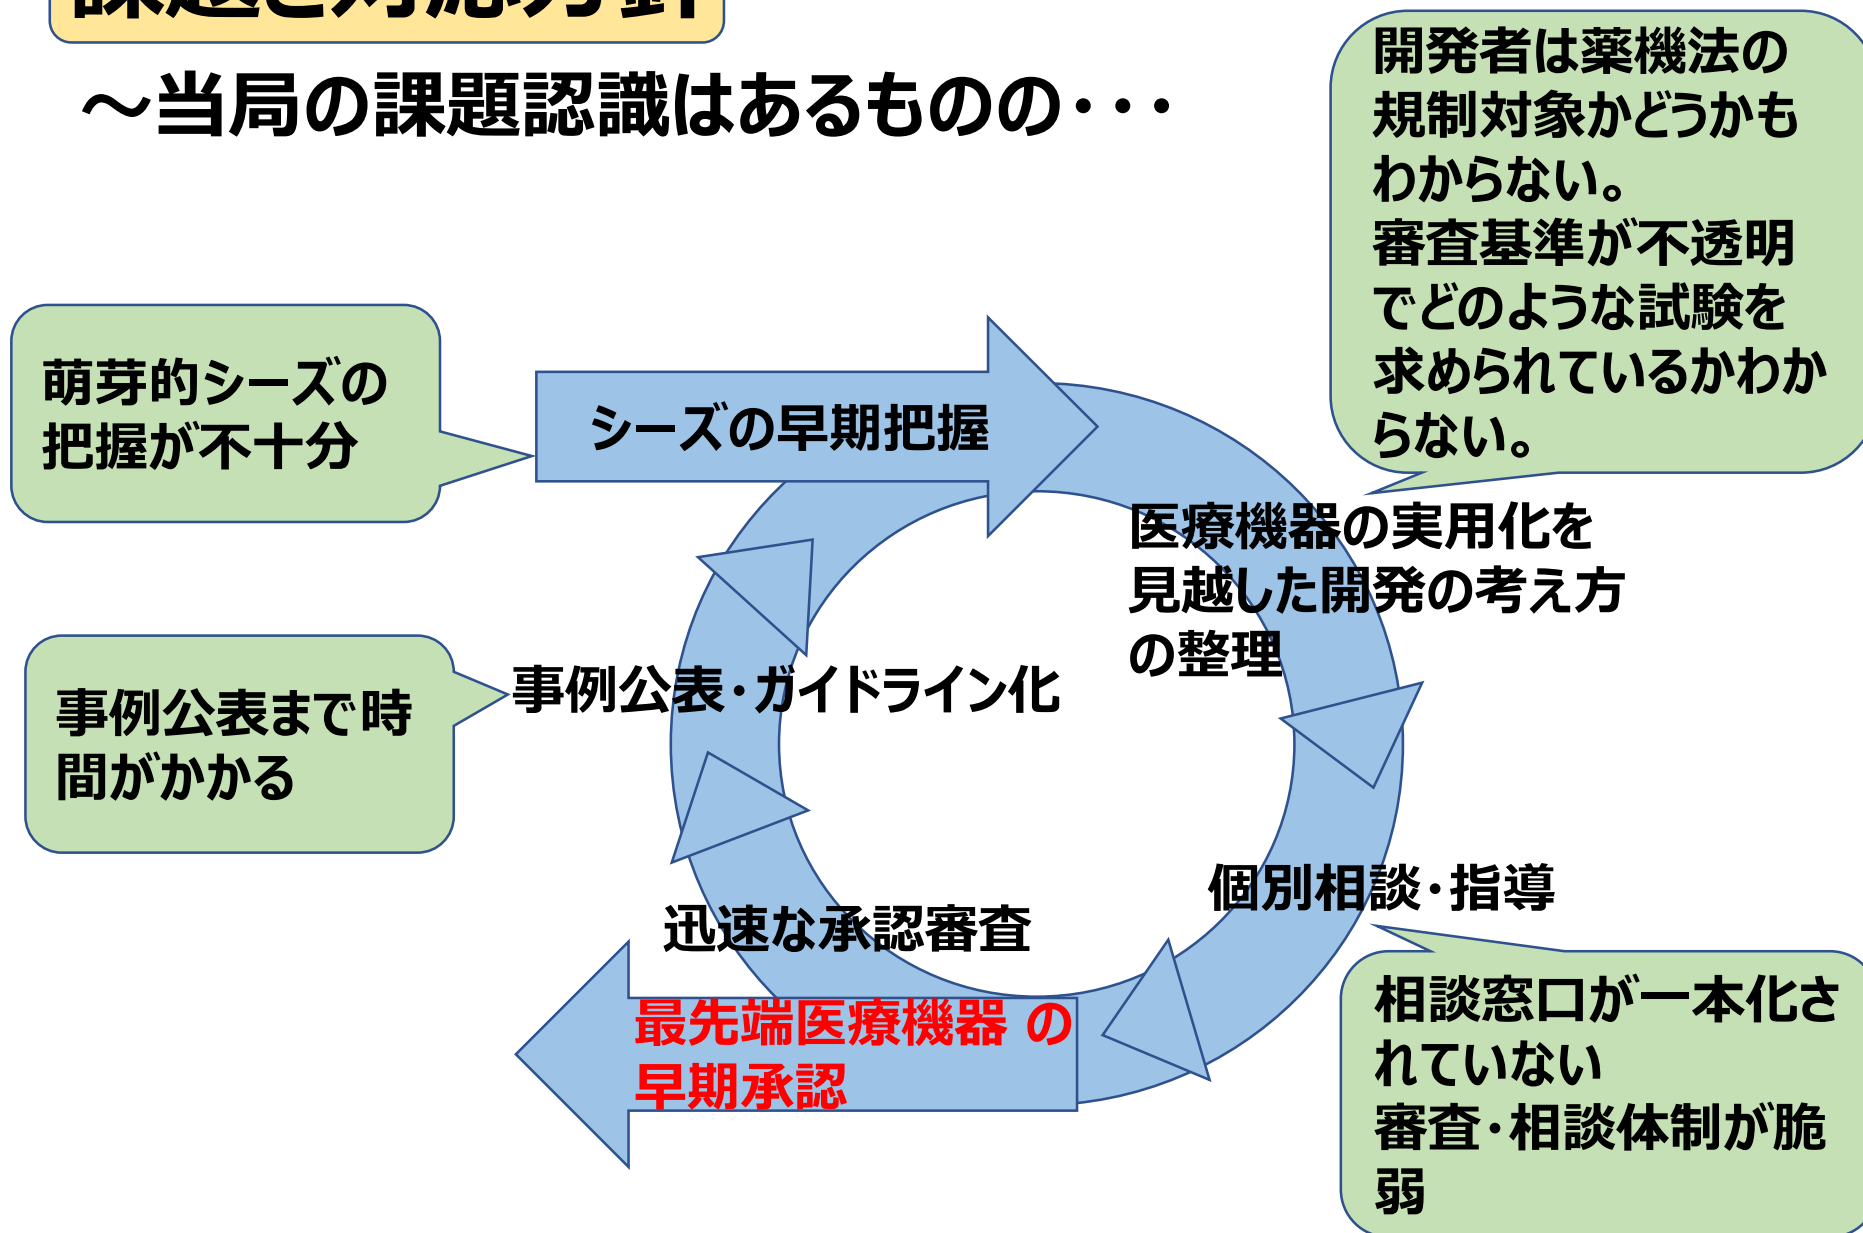 課題と対応方針
～当局の課題認識はあるものの・・・
開発者は薬機法の
規制対象かどうかも
わからない。
審査基準が不透明
でどのような試験を
求められているかわか
らない。
萌芽的シーズの
把握が不十分
シーズの早期把握
医療機器の実用化を
見越した開発の考え方
の整理
事例公表・ガイドライン化
事例公表まで時
間がかかる
個別相談・指導
迅速な承認審査
最先端医療機器 の
早期承認
相談窓口が一本化さ
れていない
審査・相談体制が脆
弱